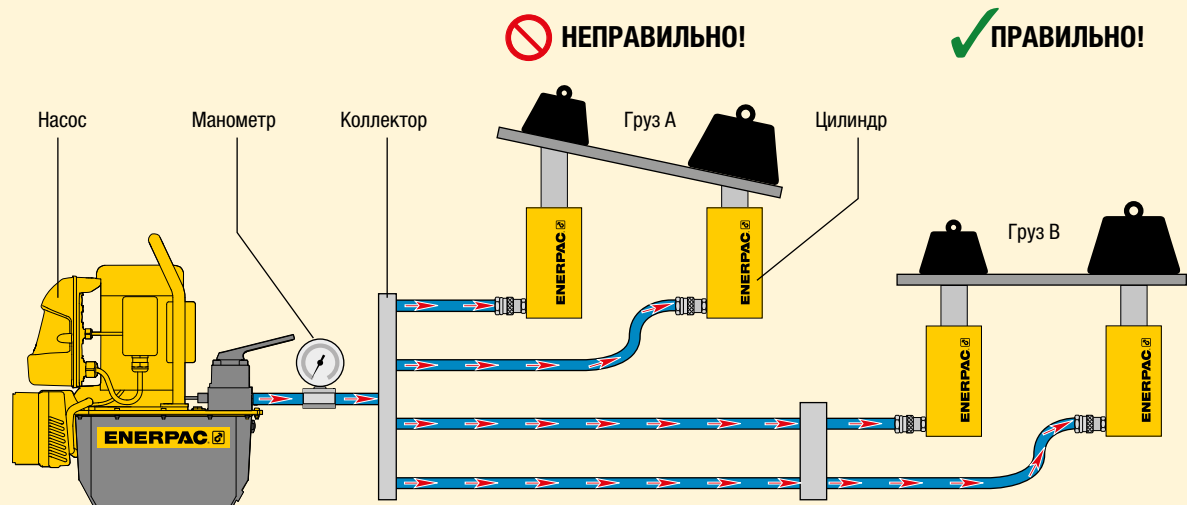 НЕПРАВИЛЬНО!
ПРАВИЛЬНО!
Насос
Манометр
Коллектор
Груз A
Цилиндр
Груз B
ENERPAC
ENERPAC
ENERPAC
ENERPAC
ENERPAC